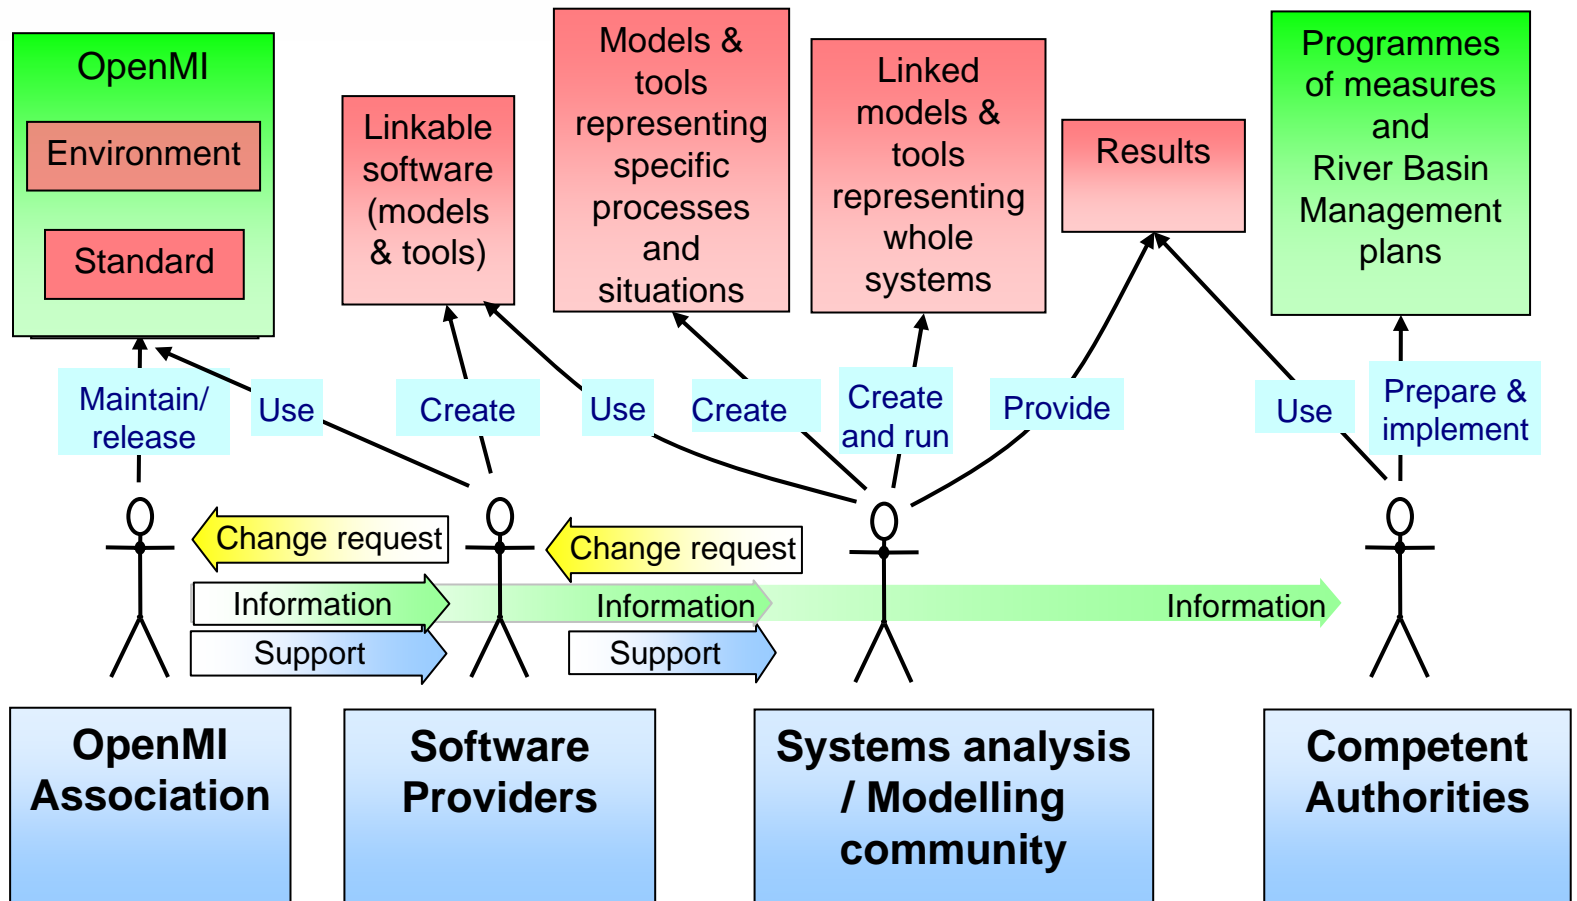 OpenMI
Environment
Standard
Linkable
software
(models
& tools)
Models &
tools
representing
specific
processes
and
situations
Linked
models &
tools
representing
whole
systems
Results
Programmes
of measures
and
River Basin
Management
plans
Maintain/
release
Use
Create
Use
Create
Create
and run
Provide
Use
Prepare &
implement
Change request
Change request
Information
Information
Information
Support
Support
OpenMI
Association
Software
Providers
Systems analysis
/ Modelling
community
Competent
Authorities